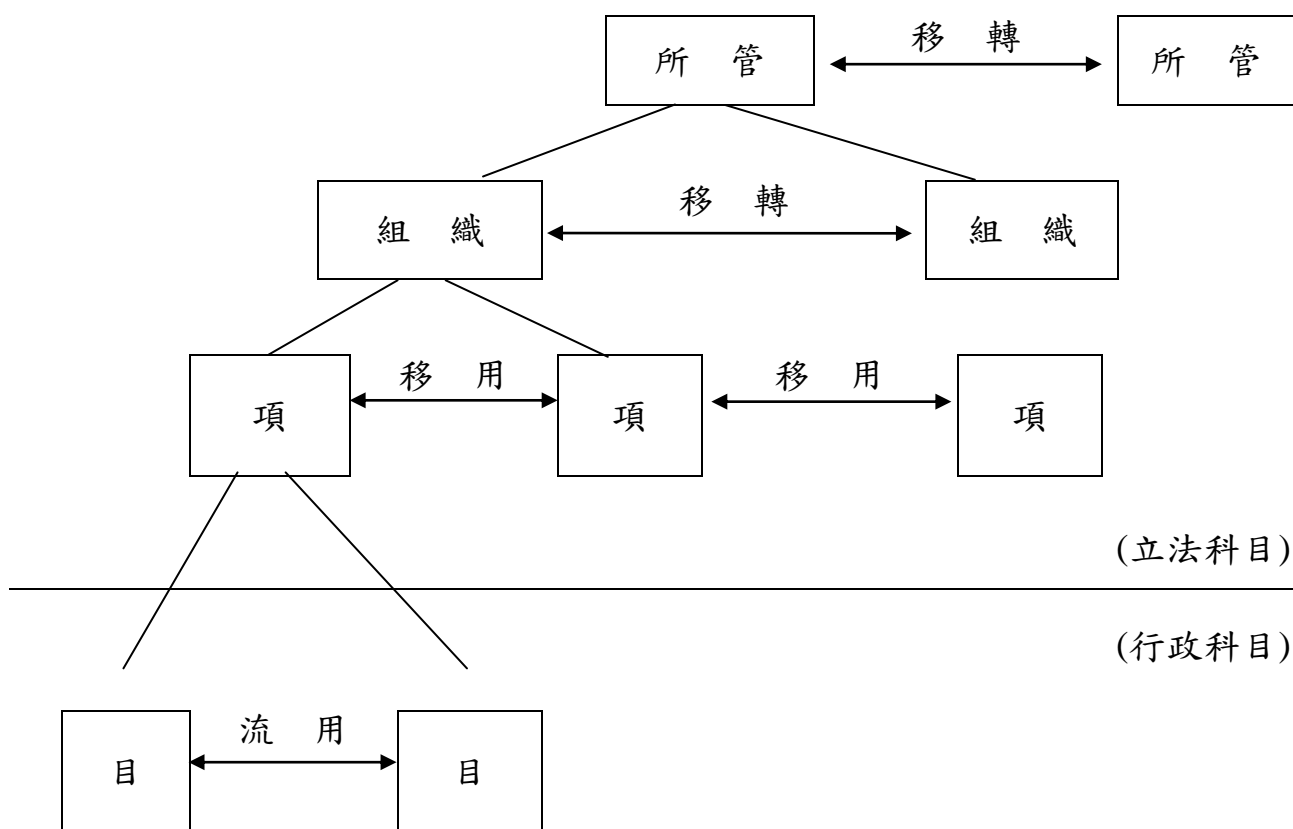 所 管
移 轉
所 管
組 織
移 轉
組 織
項
移 用
項
移 用
項
(立法科目)
(行政科目)
目
流 用
目